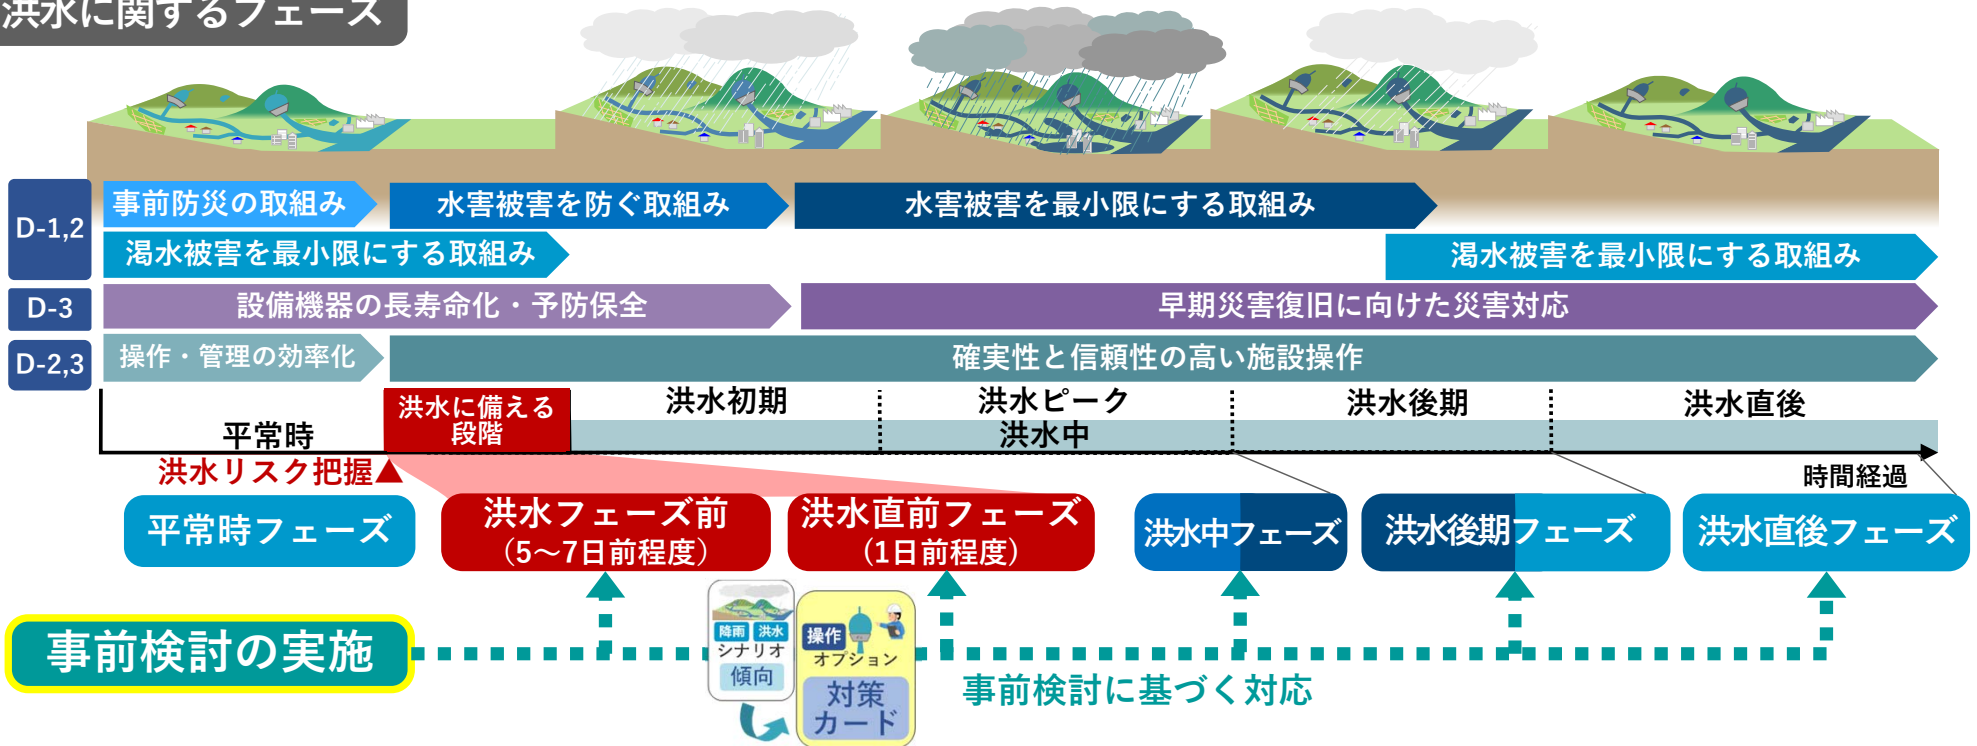 洪水に関するフェーズ
D-1,2
事前防災の取組み
水害被害を防ぐ取組み
水害被害を最小限にする取組み
渇水被害を最小限にする取組み
渇水被害を最小限にする取組み
D-3
設備機器の長寿命化・予防保全
早期災害復旧に向けた災害対応
D-2,3
操作・管理の効率化
確実性と信頼性の高い施設操作
平常時
洪水に備える
段階
洪水初期
洪水ピーク
洪水後期
洪水直後
洪水中
洪水リスク把握▲
時間経過
平常時フェーズ
洪水フェーズ前
（5～7日前程度）
洪水直前フェーズ
（1日前程度）
洪水中フェーズ
洪水後期フェーズ
洪水直後フェーズ
事前検討の実施
降雨 洪水
シナリオ
傾向
操作
オプション
対策
カード
事前検討に基づく対応